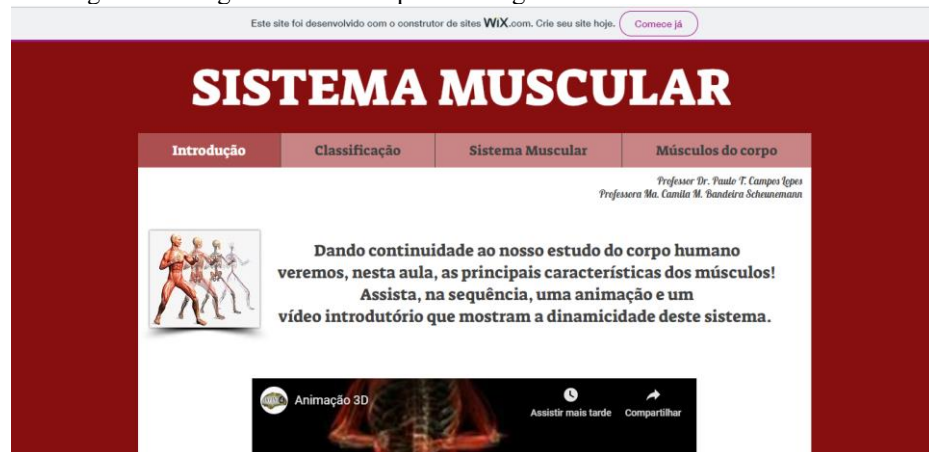 Este site foi desenvolvido com o construtor de sites WiX.com. Crie seu site hoje. Comece já
SISTEMA MUSCULAR
Introdução Classificação Sistema Muscular Músculos do corpo
Professor Dr. Paulo T. Campos Lopes
Professora Ma. Camila M. Bandeira Scheunemann
Dando continuidade ao nosso estudo do corpo humano
veremos, nesta aula, as principais características dos músculos!
Assista, na sequência, uma animação e um
vídeo introdutório que mostram a dinamicidade deste sistema.
Animação 3D
Assistir mais tarde Compartilhar